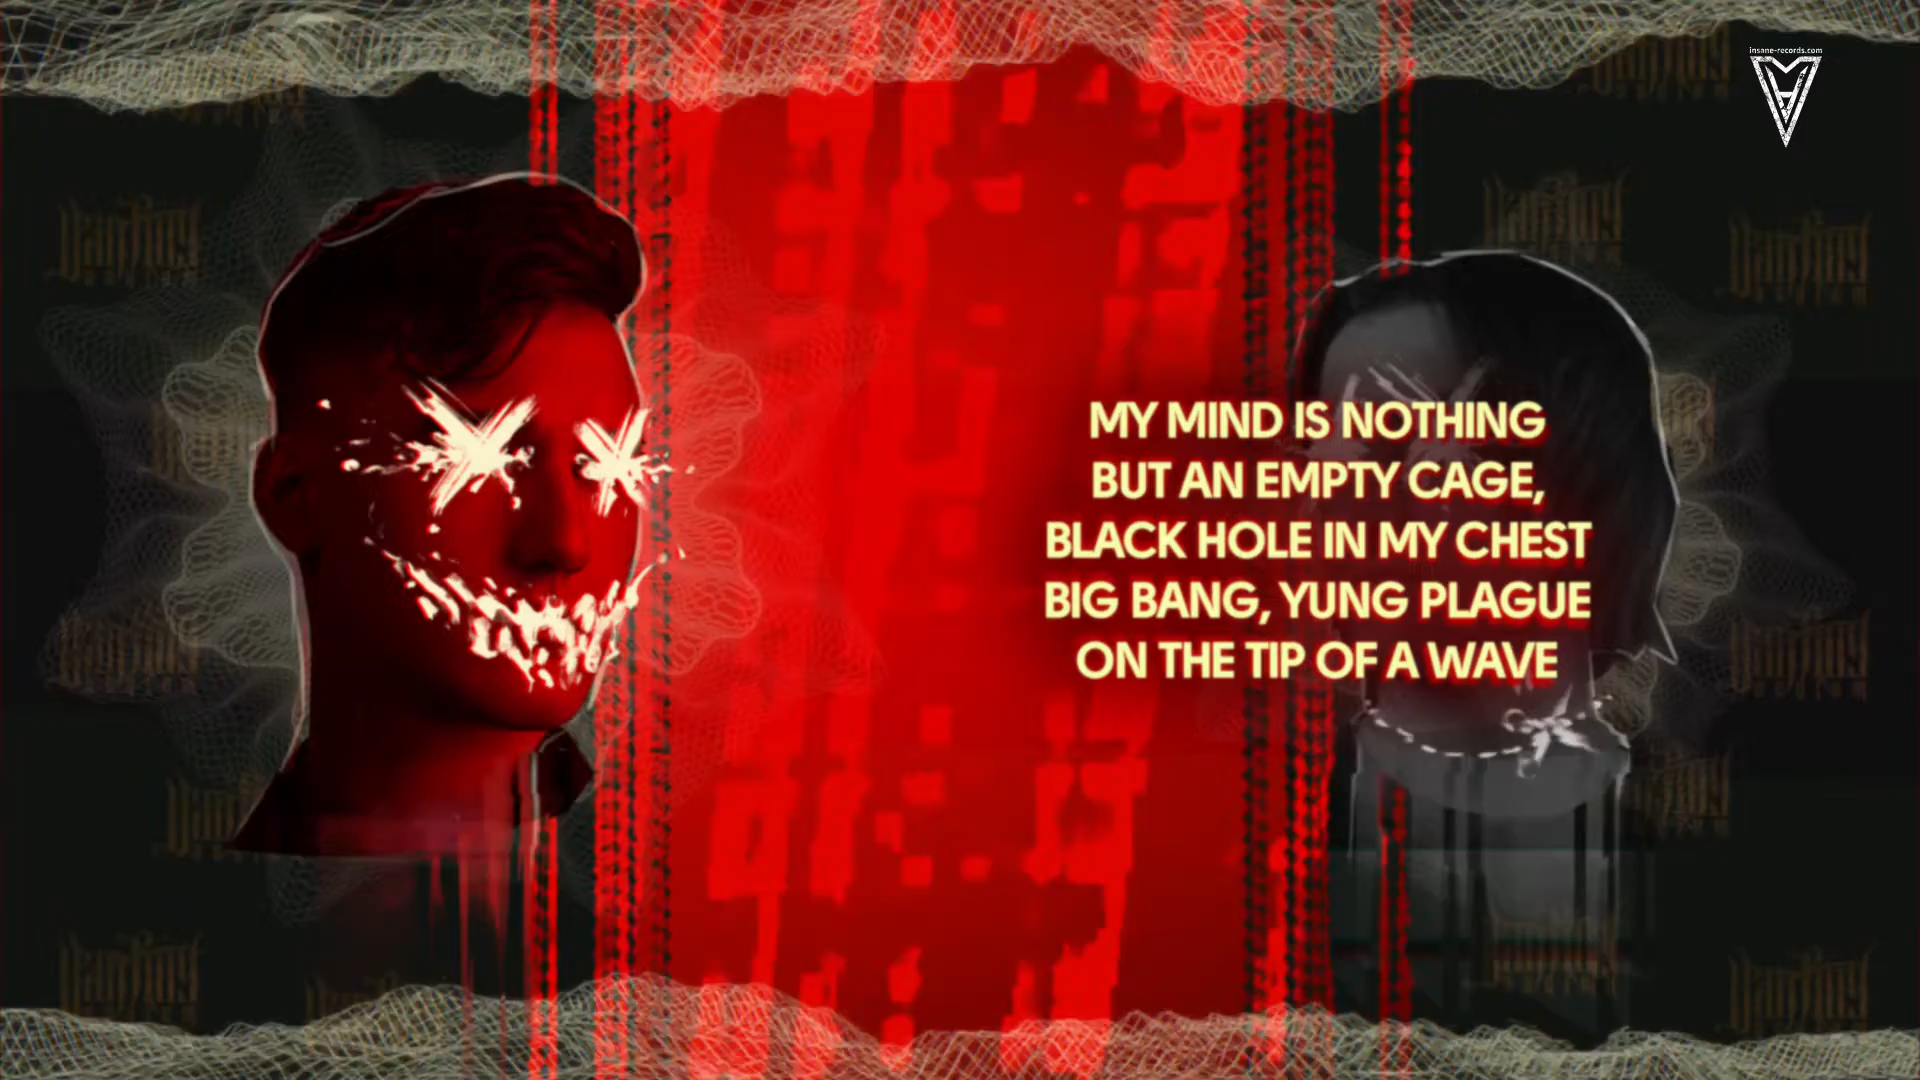 insane-records.com
MY MIND IS NOTHING
BUT AN EMPTY CAGE,
BLACK HOLE IN MY CHEST
BIG BANG, YUNG PLAGUE
ON THE TIP OF A WAVE